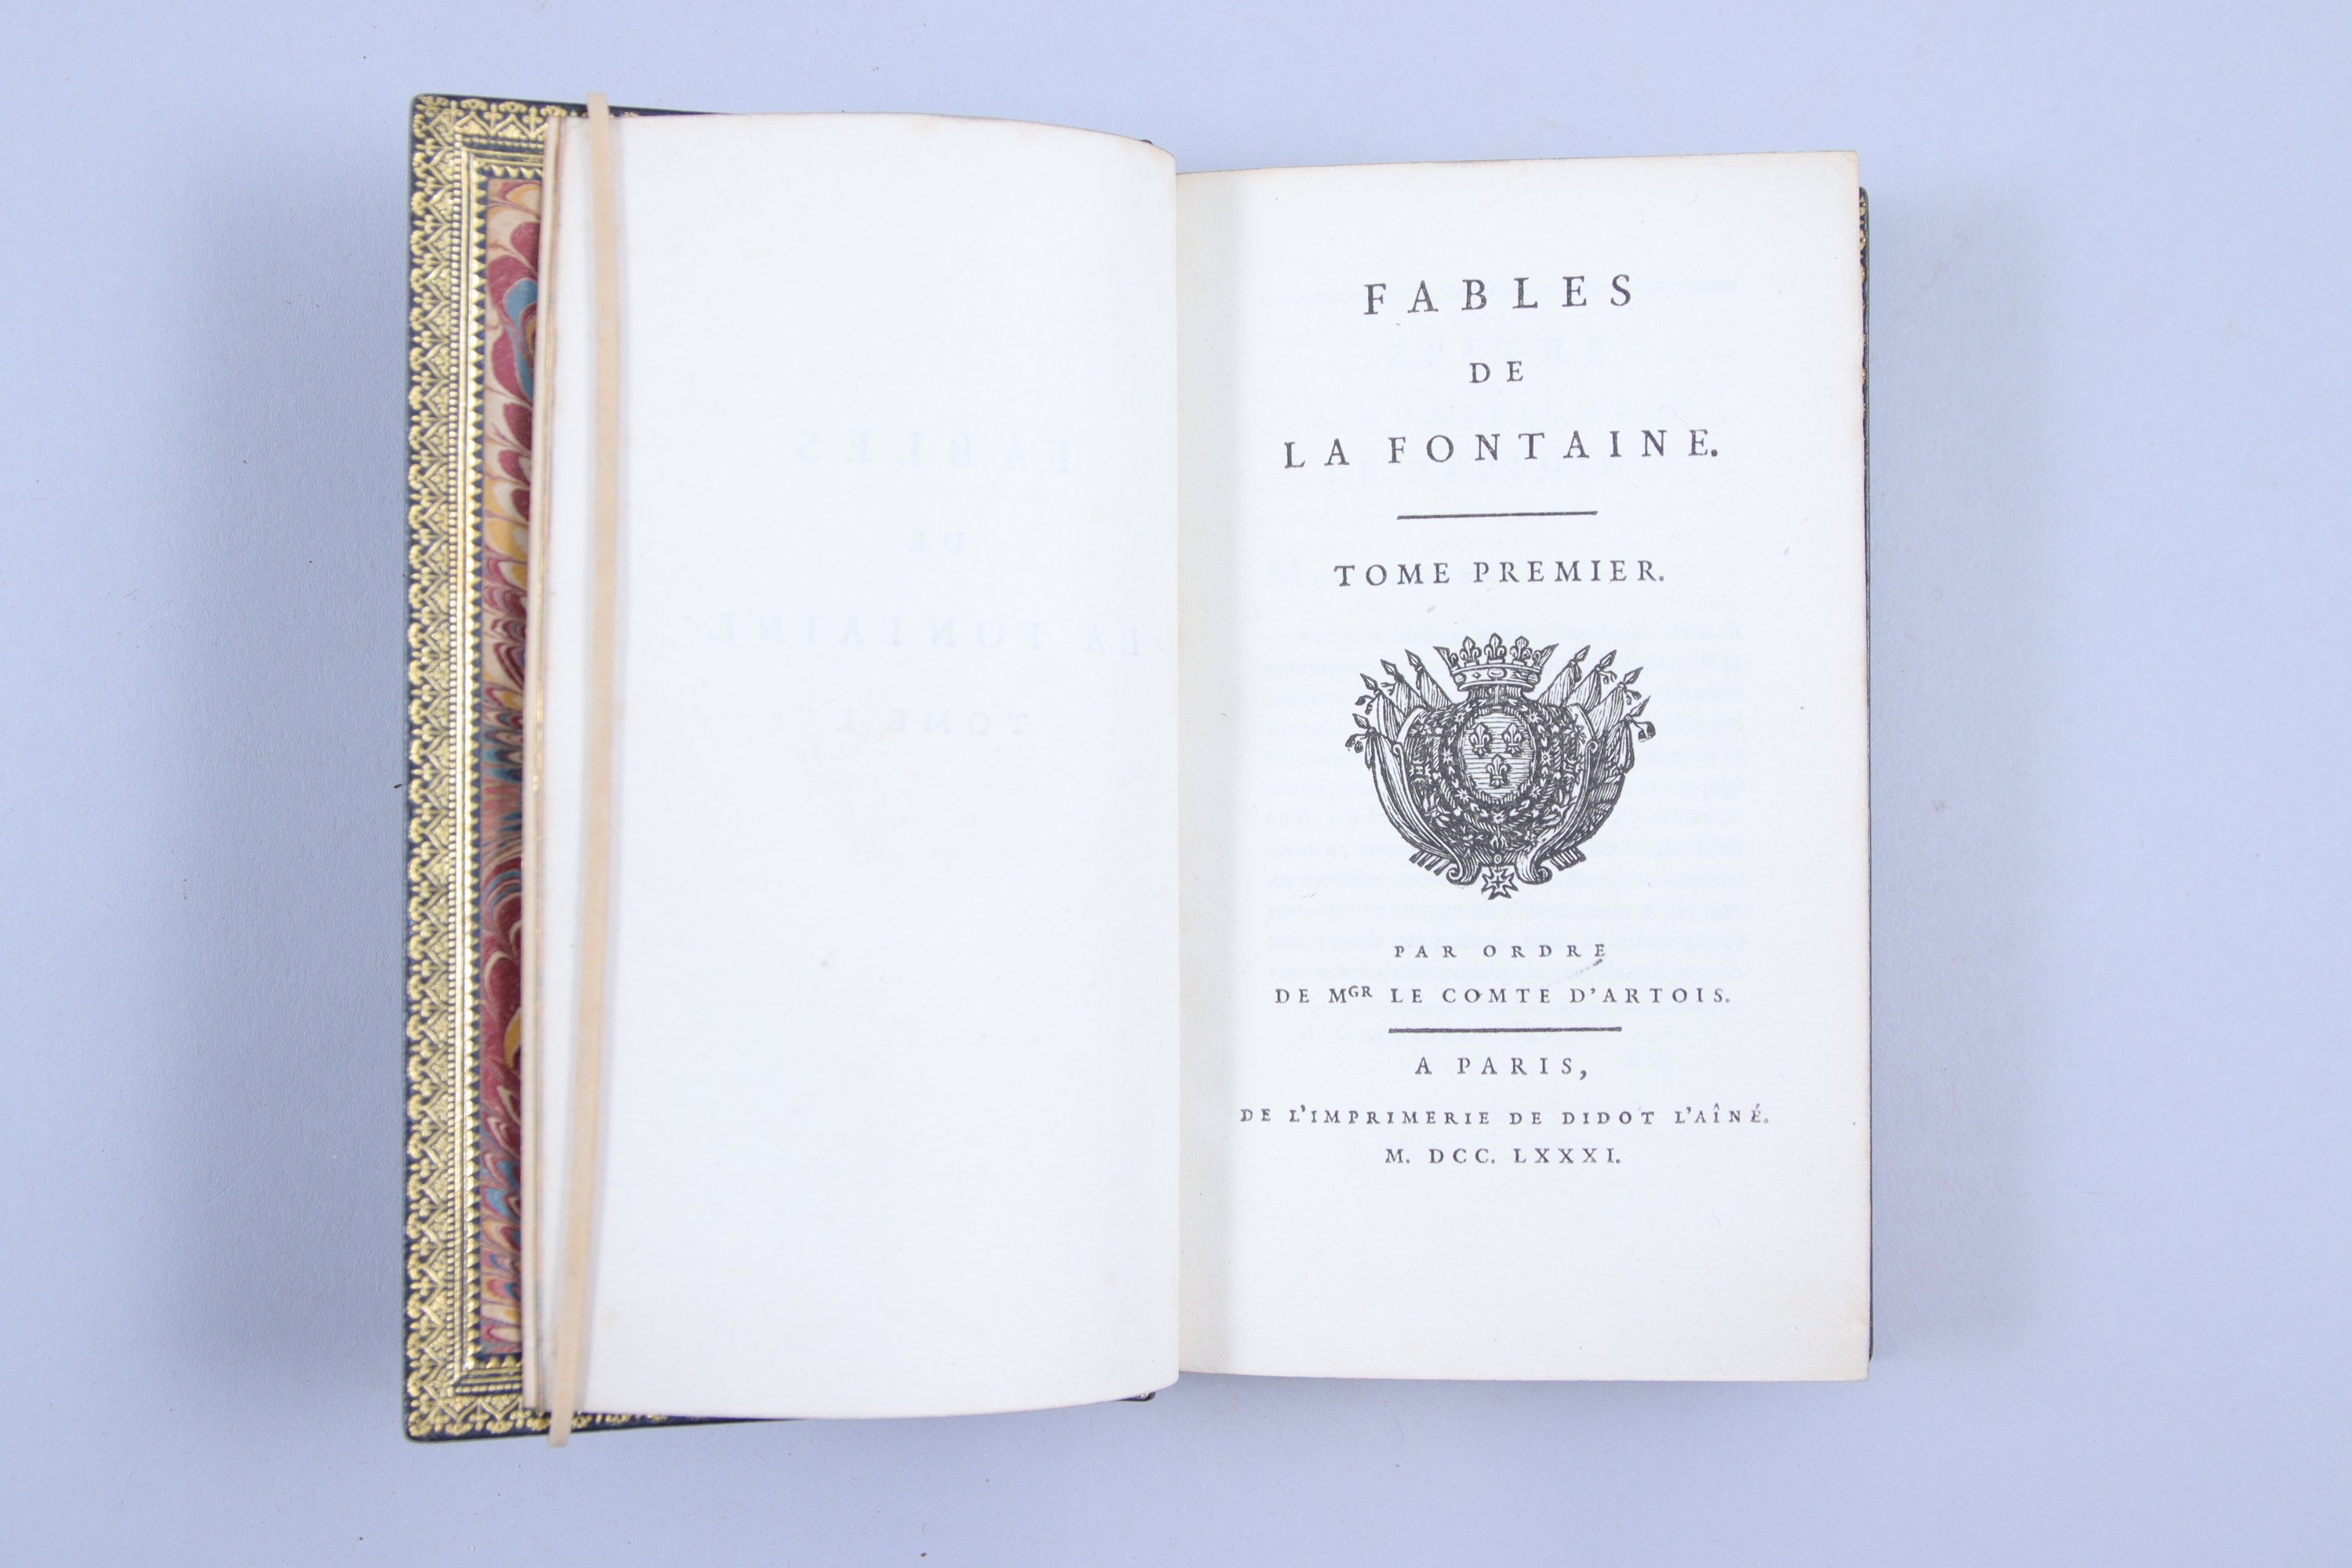 FABLES
DE
LA FONTAINE.
TOME PREMIER.
PAR ORDRE
DE MGR LE COMTE D'ARTOIS.
A PARIS,
DE L'IMPRIMERIE DE DIDOT L'AÎNÉ.
M. DCC. LXXXI.